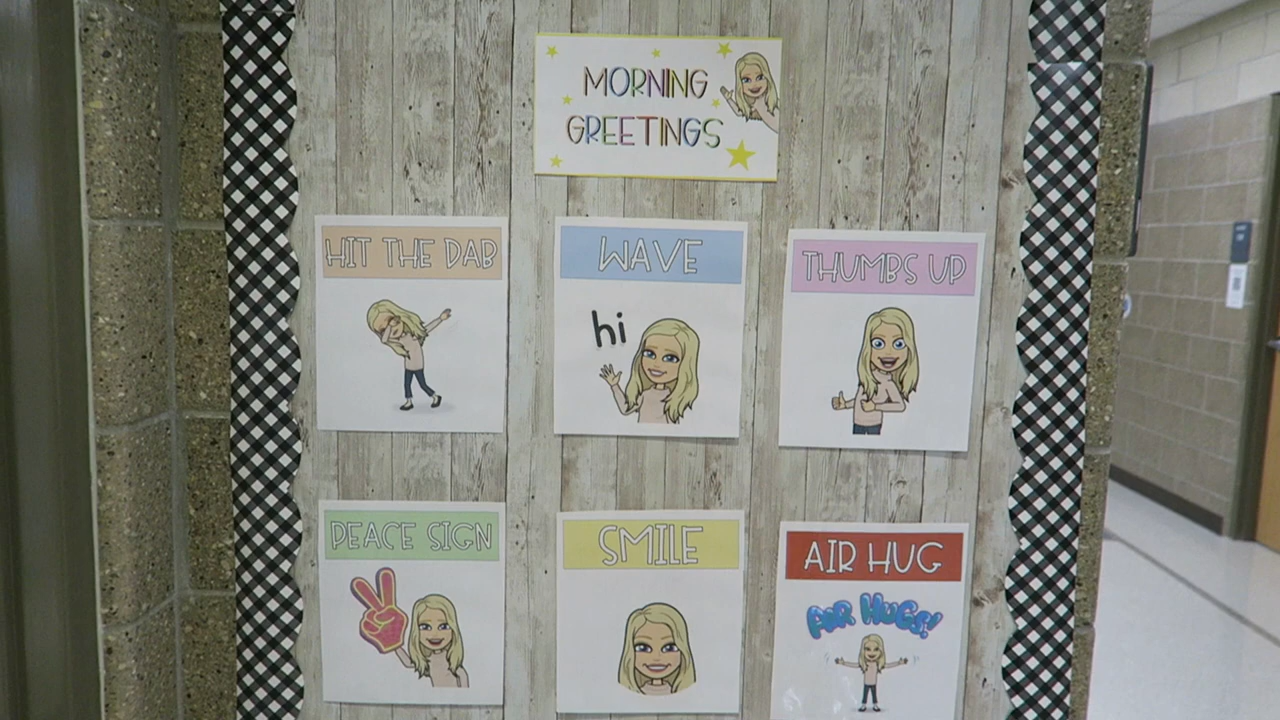 MORNING
GREETINGS
HIT THE DAB
WAVE
hi
THUMBS UP
PEACE SIGN
SMILE
AIR HUG
AIR HUGS!